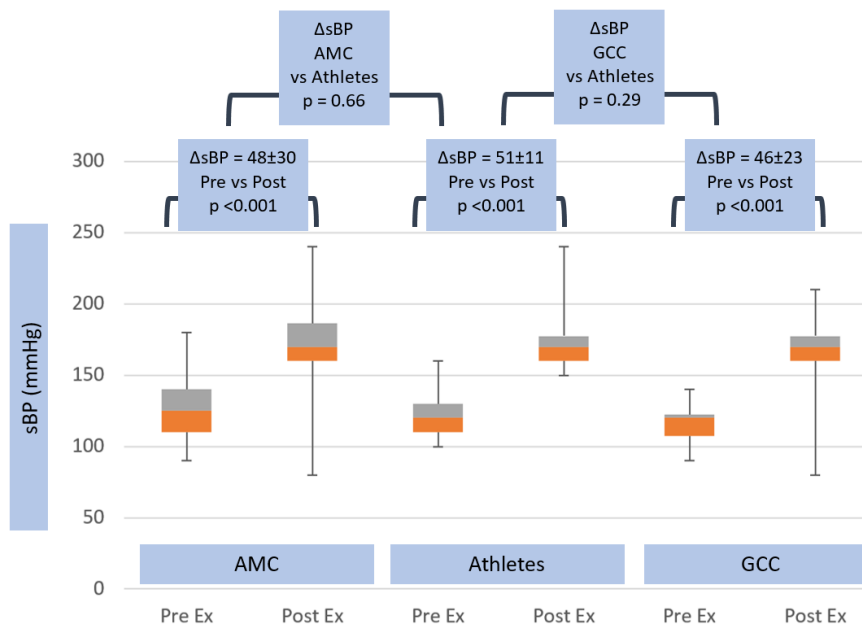 ΔsBP
AMC
vs Athletes
p = 0.66
ΔsBP
GCC
vs Athletes
p = 0.29
ΔsBP = 48±30
Pre vs Post
p <0.001
ΔsBP = 51±11
Pre vs Post
p <0.001
ΔsBP = 46±23
Pre vs Post
p <0.001
sBP (mmHg)
300
250
200
150
100
50
0
AMC
Athletes
GCC
Pre Ex
Post Ex
Pre Ex
Post Ex
Pre Ex
Post Ex